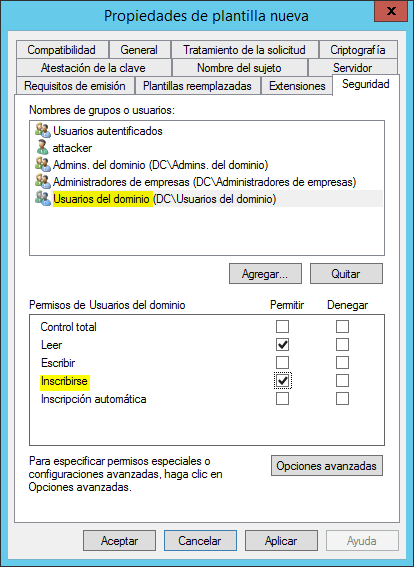 Propiedades de plantilla nueva
x
Compatibilidad General Tratamiento de la solicitud Criptografía
Atestación de la clave Nombre del sujeto Servidor
Requisitos de emisión Plantillas reemplazadas Extensiones Seguridad
Nombres de grupos o usuarios:
Usuarios autentificados
attacker
Admins. del dominio (DC\Admins. del dominio)
Administradores de empresas (DC\Administradores de empresas)
Usuarios del dominio (DC\Usuarios del dominio)
Agregar... Quitar
Permisos de Usuarios del dominio Permitir Denegar
Control total
Leer
Escribir
Inscribirse
Inscripción automática
Para especificar permisos especiales o
configuraciones avanzadas, haga clic en
Opciones avanzadas.
Opciones avanzadas
Aceptar Cancelar Aplicar Ayuda